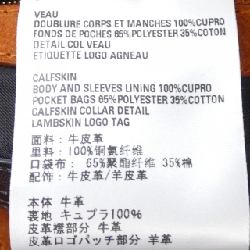 VEAU
DOUBLURE CORPS ET MANCHES 100%CUPRO
FONDS DE POCHES 65%POLYESTER 35%COTON
DETAIL COL VEAU
ETIQUETTE LOGO AGNEAU
CALFSKIN
BODY AND SLEEVES LINING 100%CUPRO
POCKET BAGS 65%POLYESTER 35%COTTON
CALFSKIN COLLAR DETAIL
LAMBSKIN LOGO TAG
面料：牛皮革
里料：100%铜氨纤维
口袋布： 65%聚酯纤维 35%棉
配件：牛皮革/羊皮革
本体 牛革
裏地 キュプラ100%
皮革襟部分 牛革
皮革ロゴパッチ部分 羊革